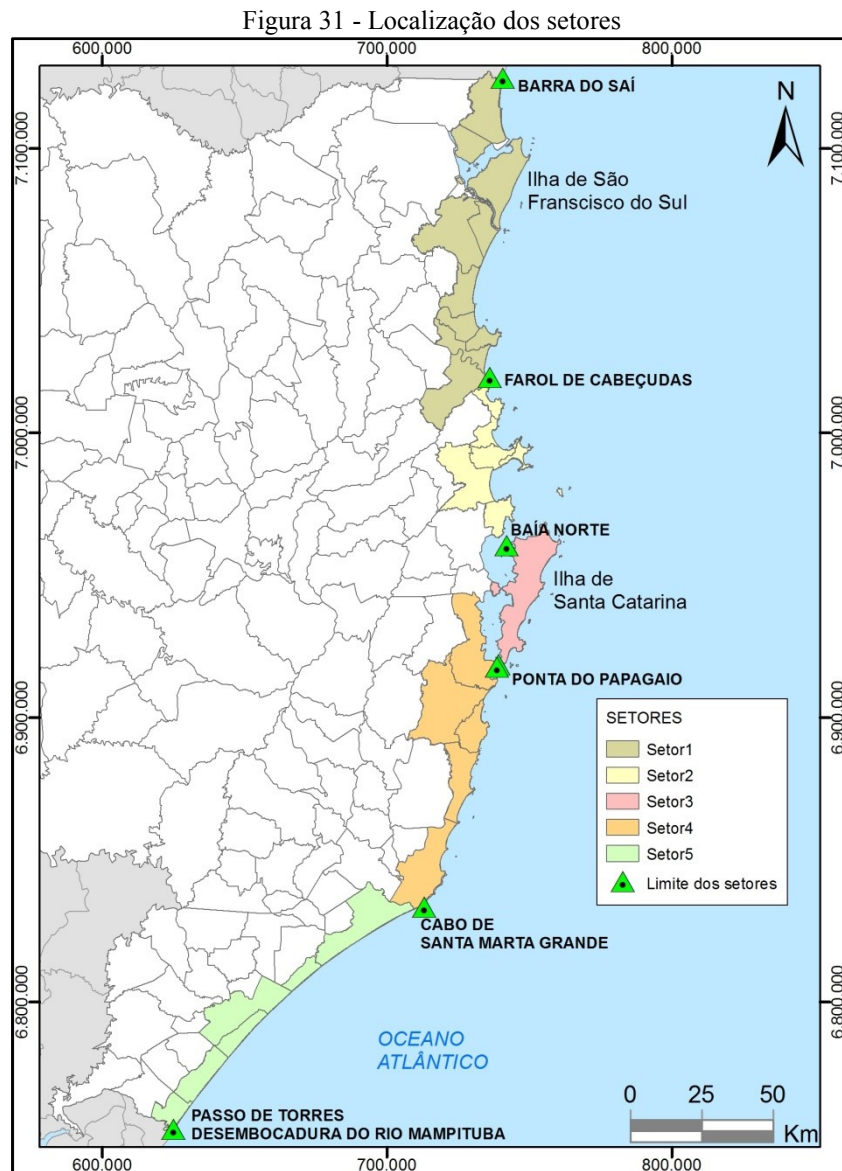 Figura 31 - Localização dos setores
600.000
700.000
800.000
BARRA DO SAÍ
N
7.100.000
7.100.000
Ilha de São
Franscisco do Sul
FAROL DE CABEÇUDAS
7.000.000
7.000.000
BAÍA NORTE
Ilha de
Santa Catarina
PONTA DO PAPAGAIO
6.900.000
6.900.000
SETORES
Setor1
Setor2
Setor3
Setor4
Setor5
Limite dos setores
CABO DE
SANTA MARTA GRANDE
6.800.000
6.800.000
OCEANO
ATLÂNTICO
PASSO DE TORRES
DESEMBOCADURA DO RIO MAMPITUBA
0 25 50
Km
600.000
700.000
800.000